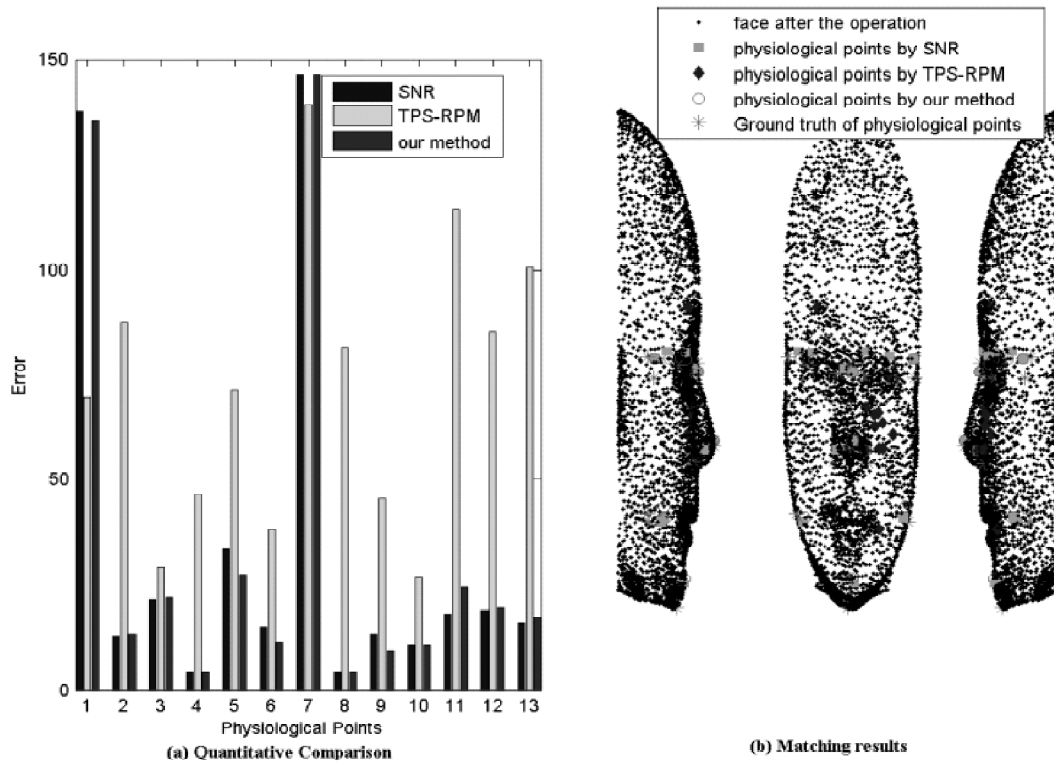 150
100
50
0
Error
SNR
TPS-RPM
our method
1 2 3 4 5 6 7 8 9 10 11 12 13
Physiological Points
(a) Quantitative Comparison
face after the operation
physiological points by SNR
physiological points by TPS-RPM
physiological points by our method
Ground truth of physiological points
(b) Matching results